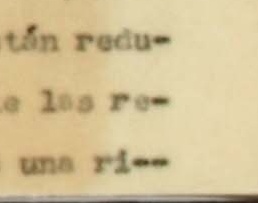 tán redu-
e las re-
una ri--